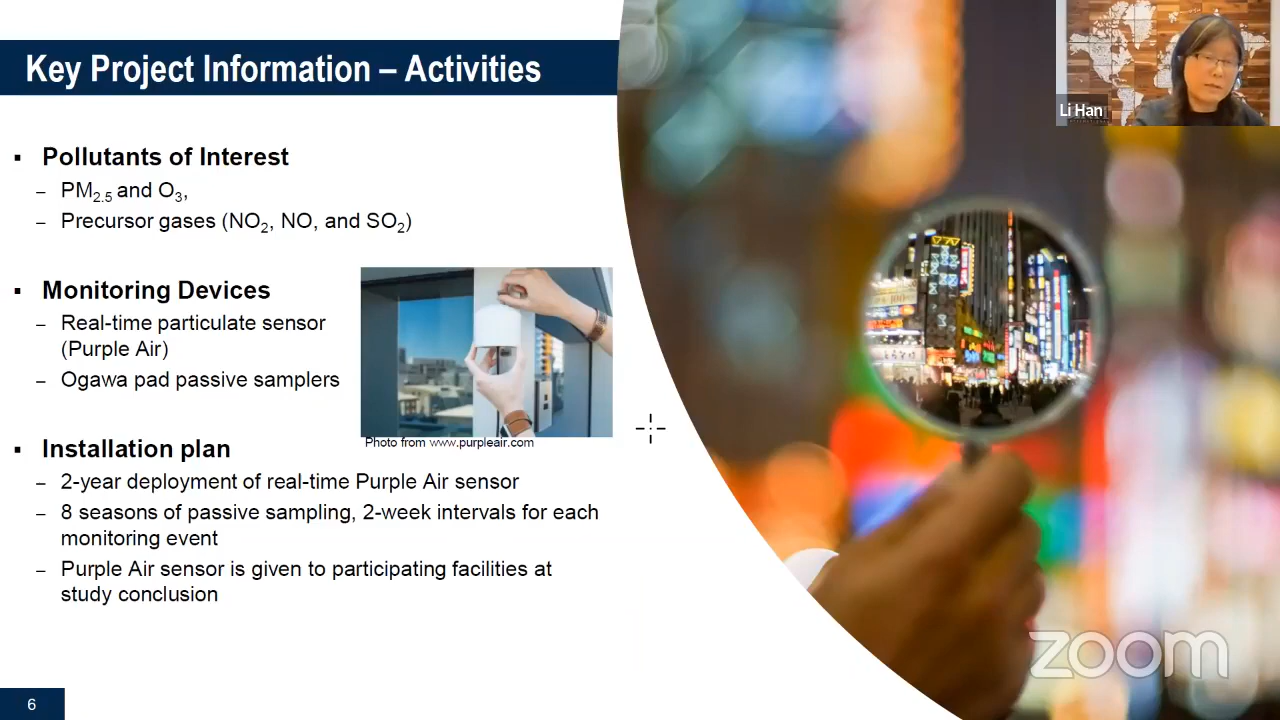 Key Project Information – Activities
Li Han
▪ Pollutants of Interest
– PM2.5 and O3,
– Precursor gases (NO2, NO, and SO2)
▪ Monitoring Devices
– Real-time particulate sensor
(Purple Air)
– Ogawa pad passive samplers
Photo from www.purpleair.com
▪ Installation plan
– 2-year deployment of real-time Purple Air sensor
– 8 seasons of passive sampling, 2-week intervals for each
monitoring event
– Purple Air sensor is given to participating facilities at
study conclusion
zoom
6